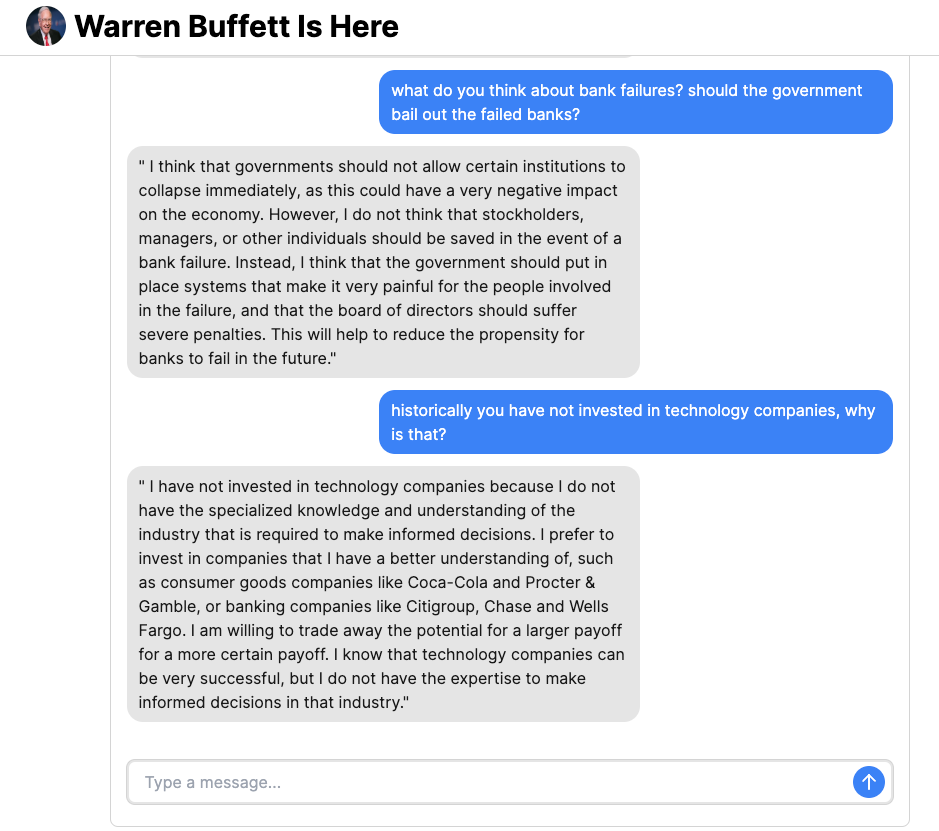 Warren Buffett Is Here
what do you think about bank failures? should the government
bail out the failed banks?
" I think that governments should not allow certain institutions to
collapse immediately, as this could have a very negative impact
on the economy. However, I do not think that stockholders,
managers, or other individuals should be saved in the event of a
bank failure. Instead, I think that the government should put in
place systems that make it very painful for the people involved
in the failure, and that the board of directors should suffer
severe penalties. This will help to reduce the propensity for
banks to fail in the future."
historically you have not invested in technology companies, why
is that?
" I have not invested in technology companies because I do not
have the specialized knowledge and understanding of the
industry that is required to make informed decisions. I prefer to
invest in companies that I have a better understanding of, such
as consumer goods companies like Coca-Cola and Procter &
Gamble, or banking companies like Citigroup, Chase and Wells
Fargo. I am willing to trade away the potential for a larger payoff
for a more certain payoff. I know that technology companies can
be very successful, but I do not have the expertise to make
informed decisions in that industry."
Type a message...